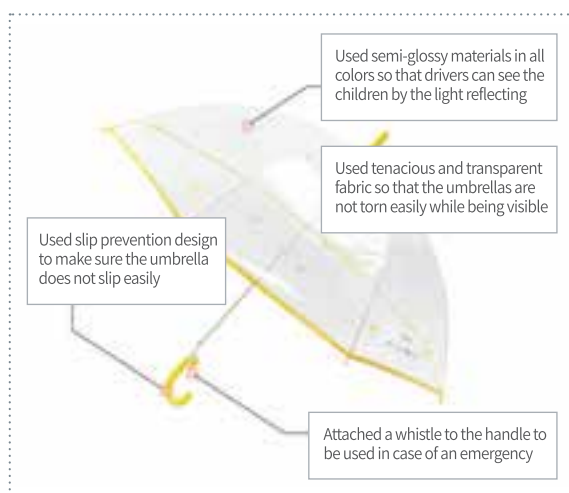 Used semi-glossy materials in all
colors so that drivers can see the
children by the light reflecting
Used tenacious and transparent
fabric so that the umbrellas are
not torn easily while being visible
Used slip prevention design
to make sure the umbrella
does not slip easily
Attached a whistle to the handle to
be used in case of an emergency